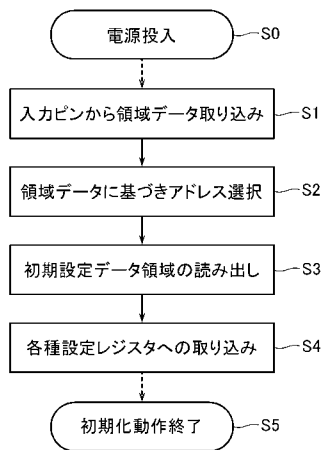 電源投入 S0
入力ピンから領域データ取り込み S1
領域データに基づきアドレス選択 S2
初期設定データ領域の読み出し S3
各種設定レジスタへの取り込み S4
初期化動作終了 S5